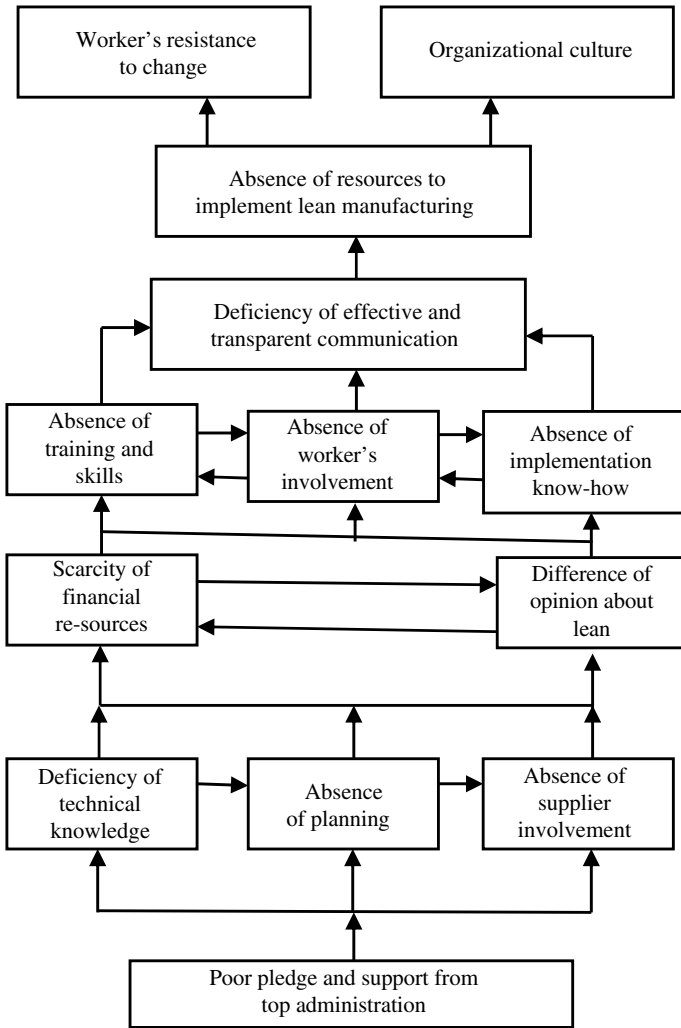 Worker's resistance
to change
Organizational culture
Absence of resources to
implement lean manufacturing
Deficiency of effective and
transparent communication
Absence of
training and
skills
Absence of
worker's
involvement
Absence of
implementation
know-how
Scarcity of
financial
re-sources
Difference of
opinion about
lean
Deficiency of
technical
knowledge
Absence
of planning
Absence of
supplier
involvement
Poor pledge and support from
top administration